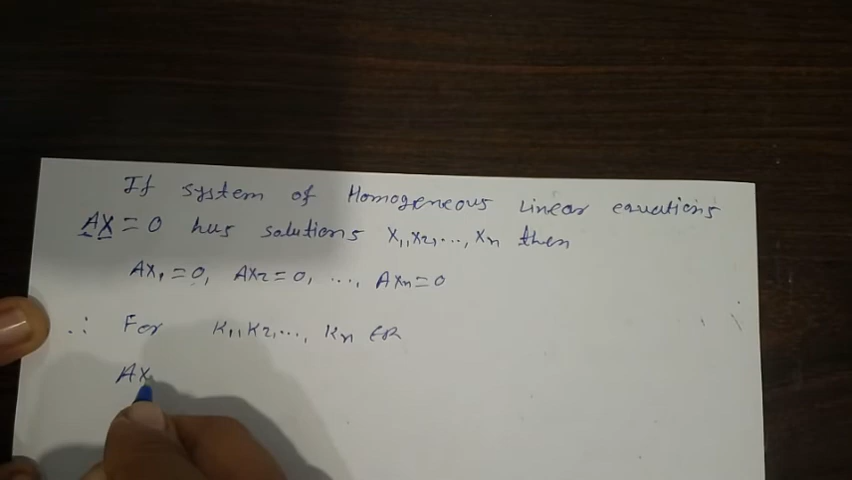 If system of Homogeneous Linear equations
AX = 0 has solutions X₁, X₂, ..., Xn then
AX₁ = 0, AX₂ = 0, ..., AXn = 0
∴ For K₁, K₂, ..., Kn ∈ R
AX